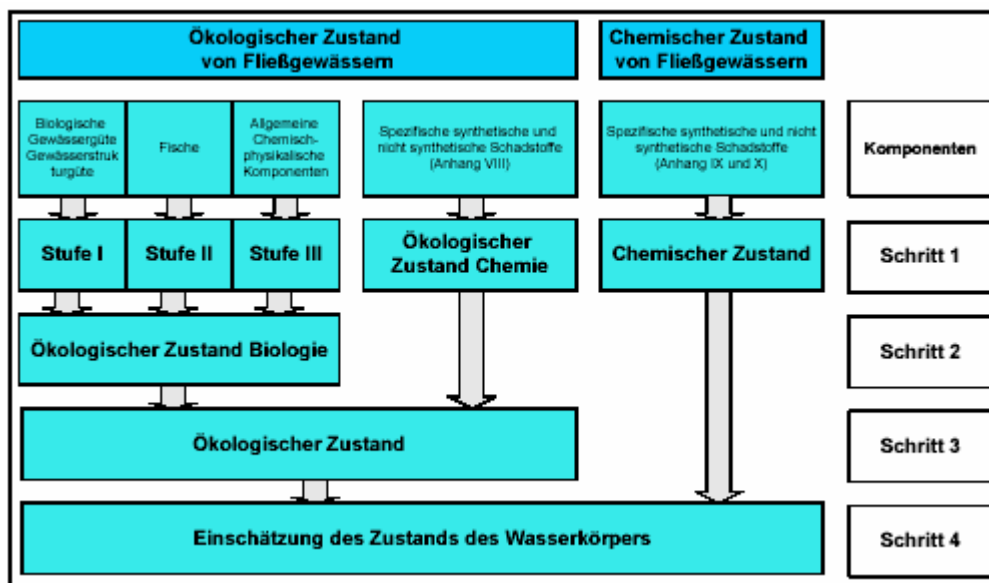 Ökologischer Zustand
von Fließgewässern
Chemischer Zustand
von Fließgewässern
Biologische
Gewässergüte
Gewässerstruk
turgüte
Fische
Allgemeine
Chemisch-
physikalische
Komponenten
Spezifische synthetische und
nicht synthetische Schadstoffe
(Anhang VIII)
Spezifische synthetische und nicht
synthetische Schadstoffe
(Anhang IX und X)
Komponenten
Stufe I
Stufe II
Stufe III
Ökologischer
Zustand Chemie
Chemischer Zustand
Schritt 1
Ökologischer Zustand Biologie
Schritt 2
Ökologischer Zustand
Schritt 3
Einschätzung des Zustands des Wasserkörpers
Schritt 4